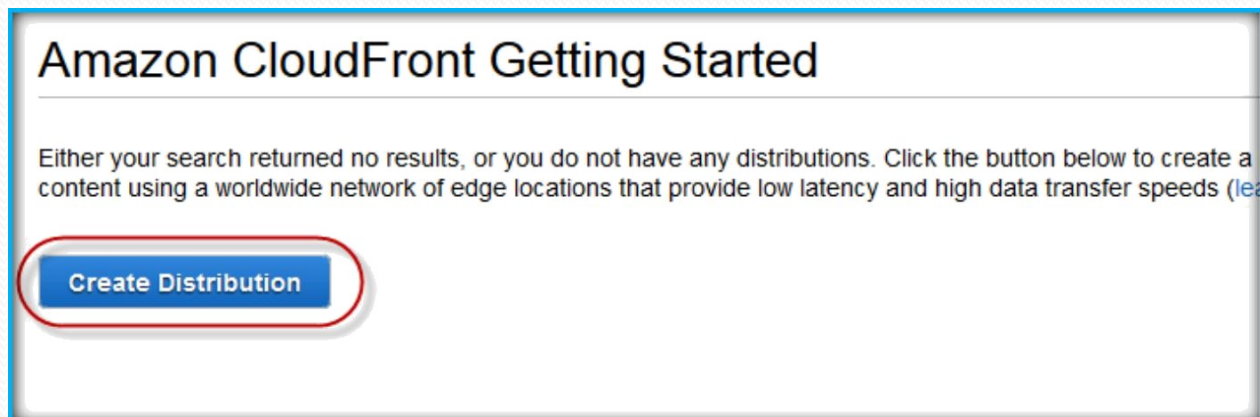 Amazon CloudFront Getting Started
Either your search returned no results, or you do not have any distributions. Click the button below to create a
content using a worldwide network of edge locations that provide low latency and high data transfer speeds (lea
Create Distribution